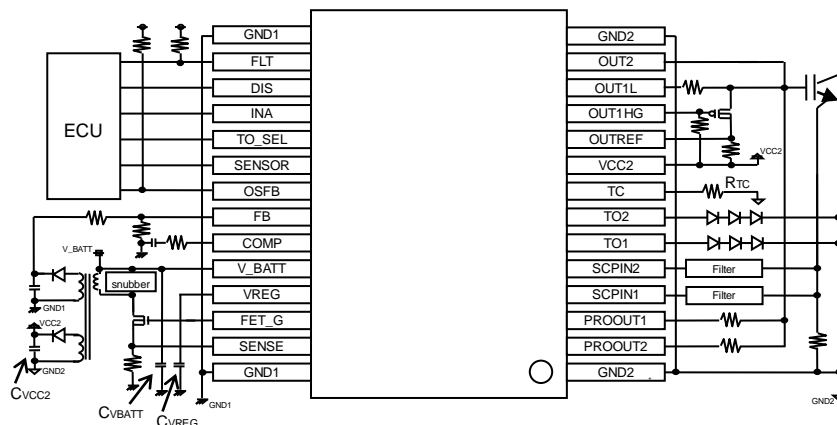 GND1
FLT
DIS
INA
TO_SEL
SENSOR
OSFB
FB
COMP
V_BATT
VREG
FET_G
SENSE
GND1
GND2
OUT2
OUT1L
OUT1HG
OUTREF
VCC2
TC
TO2
TO1
SCPIN2
SCPIN1
PROOUT1
PROOUT2
GND2
ECU
V_BATT
snubber
GND1
VCC2
GND2
CVCC2
CVBATT
CVREG
GND1
VCC2
RTC
Filter
Filter
GND2